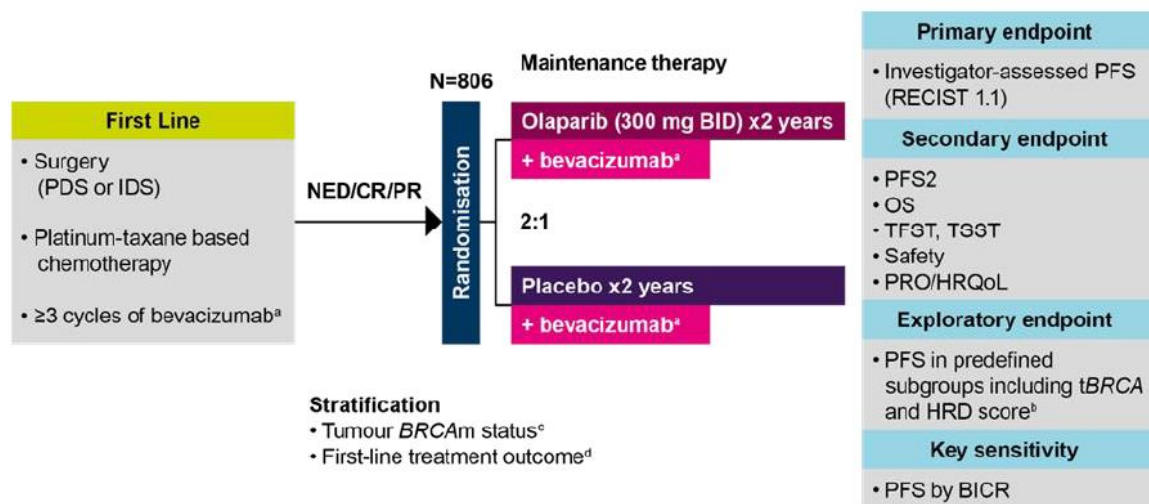 First Line
• Surgery
(PDS or IDS)
• Platinum-taxane based
chemotherapy
• ≥3 cycles of bevacizumabᵃ
NED/CR/PR
N=806
Randomisation
Maintenance therapy
Olaparib (300 mg BID) x2 years
+ bevacizumabᵃ
2:1
Placebo x2 years
+ bevacizumabᵃ
Stratification
• Tumour BRCAm statusᶜ
• First-line treatment outcomeᵈ
Primary endpoint
• Investigator-assessed PFS
(RECIST 1.1)
Secondary endpoint
• PFS2
• OS
- TFST, TSST
• Safety
• PRO/HRQoL
Exploratory endpoint
• PFS in predefined
subgroups including tBRCA
and HRD scoreᵇ
Key sensitivity
• PFS by BICR